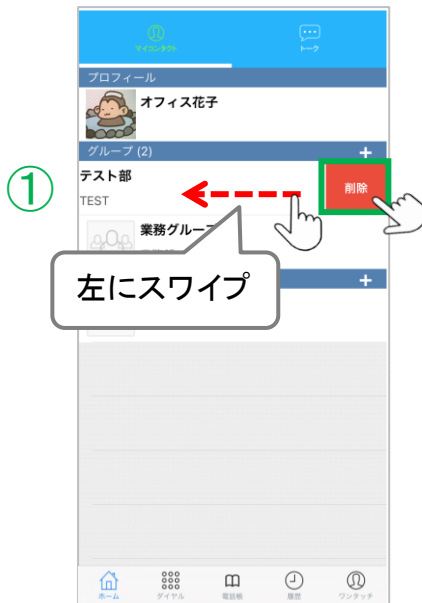 マイコンタクト
トーク
プロフィール
オフィス花子
グループ (2)
+
テスト部
TEST
削除
①
業務グルー
左にスワイプ
+
ホーム
ダイヤル
電話帳
履歴
ワンタッチ